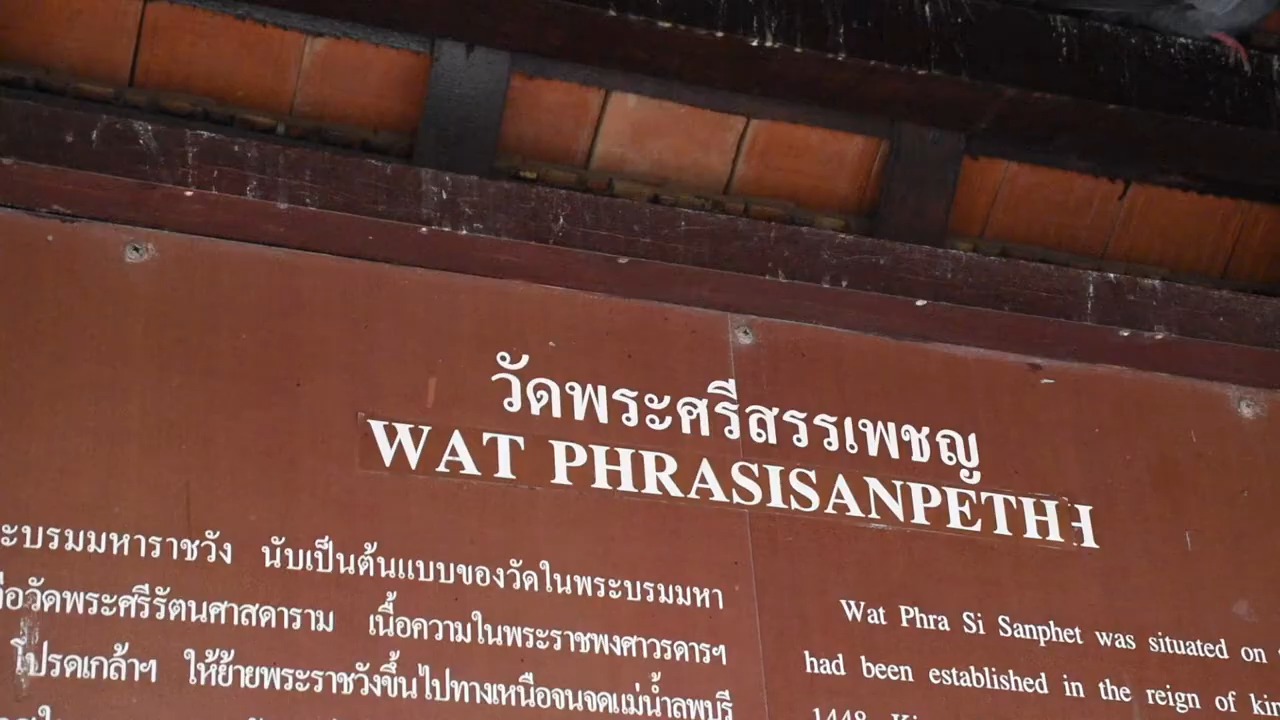 วัดพระศรีสรรเพชญ
WAT PHRASISANPETHH
ะบรมมหาราชวัง นับเป็นต้นแบบของวัดในพระบรมมหา
่อวัดพระศรีรัตนศาสดาราม เนื้อความในพระราชพงศาวรดารฯ
โปรดเกล้าฯ ให้ย้ายพระราชวังขึ้นไปทางเหนือจนจดแม่น้ำลพบุรี
Wat Phra Si Sanphet was situated on
had been established in the reign of
1448